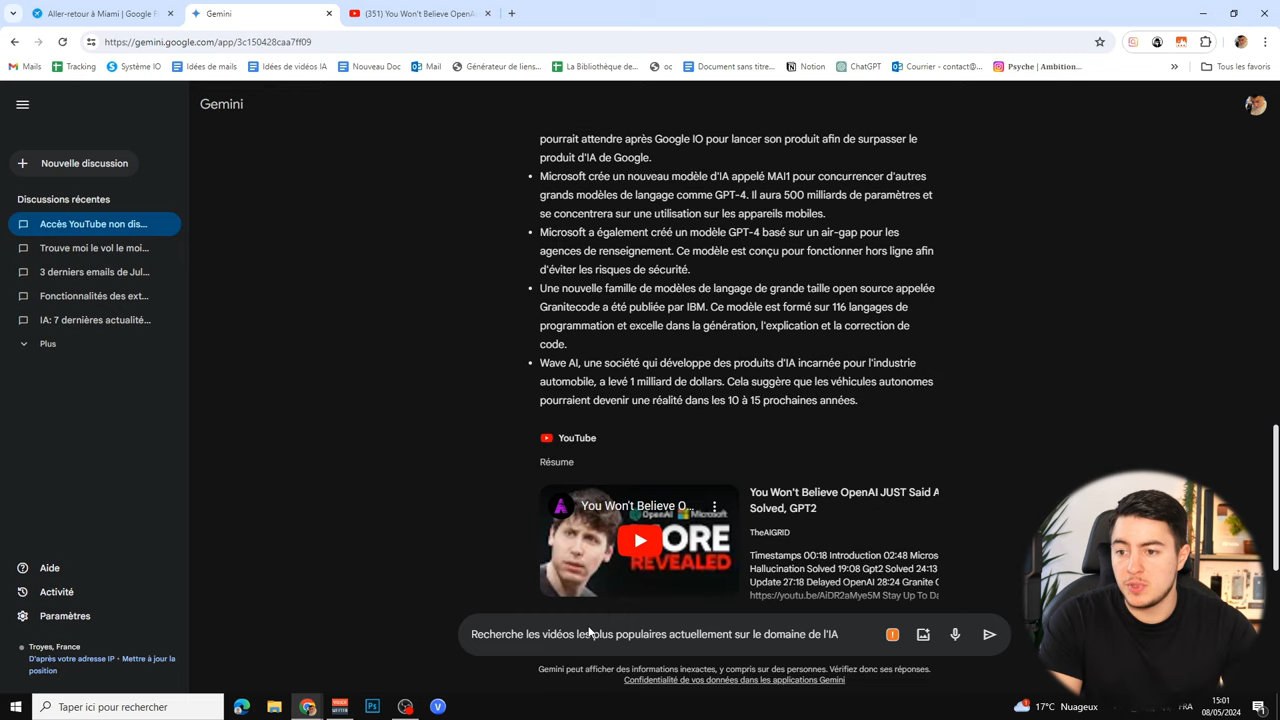 Aller-retour à Miami | Google F
Gemini
(351) You Won't Believe OpenA
https://gemini.google.com/app/3c150428caa7ff09
Mails
Tracking
Système IO
Idées de mails
Idées de vidéos IA
Nouveau Doc
Mail
Générateur de liens...
La Bibliothèque de...
oc
Document sans titre...
Notion
ChatGPT
Courrier - contact@...
Psyche | Ambition...
Tous les favoris
Gemini
Nouvelle discussion
Discussions récentes
Accès YouTube non dis...
Trouve moi le vol le moi...
3 derniers emails de Jul...
Fonctionnalités des ext...
IA: 7 dernières actualité...
Plus
Aide
Activité
Paramètres
Troyes, France
D'après votre adresse IP - Mettre à jour la
position
pourrait attendre après Google IO pour lancer son produit afin de surpasser le
produit d'IA de Google.
Microsoft crée un nouveau modèle d'IA appelé MAI1 pour concurrencer d'autres
grands modèles de langage comme GPT-4. Il aura 500 milliards de paramètres et
se concentrera sur une utilisation sur les appareils mobiles.
Microsoft a également créé un modèle GPT-4 basé sur un air-gap pour les
agences de renseignement. Ce modèle est conçu pour fonctionner hors ligne afin
d'éviter les risques de sécurité.
Une nouvelle famille de modèles de langage de grande taille open source appelée
Granitecode a été publiée par IBM. Ce modèle est formé sur 116 langages de
programmation et excelle dans la génération, l'explication et la correction de
code.
Wave AI, une société qui développe des produits d'IA incarnée pour l'industrie
automobile, a levé 1 milliard de dollars. Cela suggère que les véhicules autonomes
pourraient devenir une réalité dans les 10 à 15 prochaines années.
YouTube
Résume
You Won't Believe O...
OpenAI Microsoft
ORE
REVEALED
You Won't Believe OpenAI JUST Said A
Solved, GPT2
TheAIGRID
Timestamps 00:18 Introduction 02:48 Micros
Hallucination Solved 19:08 Gpt2 Solved 24:13
Update 27:18 Delayed OpenAI 28:24 Granite C
https://youtu.be/AiDR2aMye5M Stay Up To Da
Recherche les vidéos les plus populaires actuellement sur le domaine de l'IA
Gemini peut afficher des informations inexactes, y compris sur des personnes. Vérifiez donc ses réponses.
Confidentialité de vos données dans les applications Gemini
Taper ici pour rechercher
17°C Nuageux
FR
15:01
08/05/2024